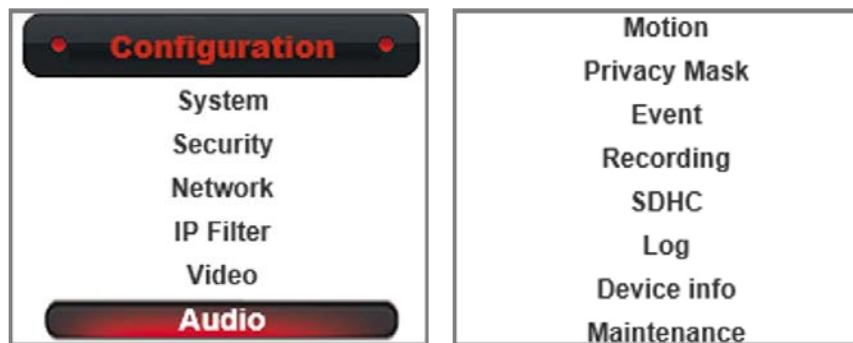 Configuration
System
Security
Network
IP Filter
Video
Audio
Motion
Privacy Mask
Event
Recording
SDHC
Log
Device info
Maintenance